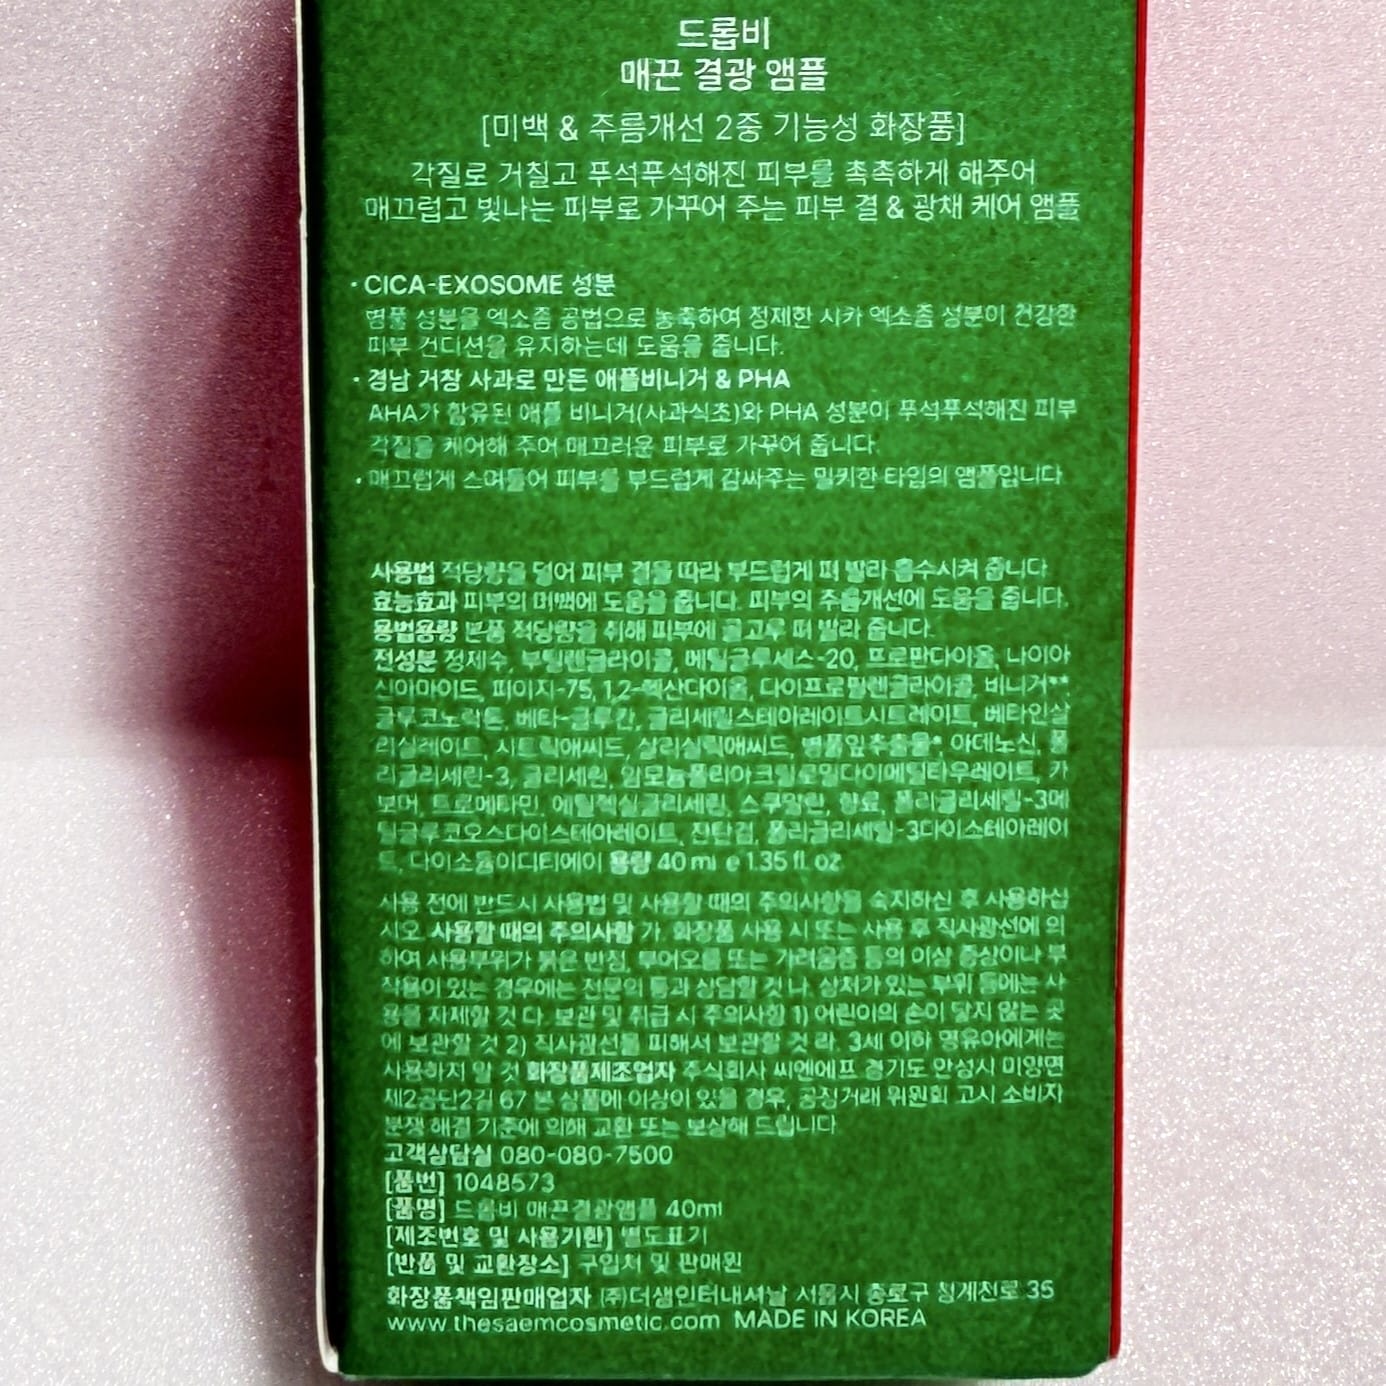 드롭비
매끈 결광 앰플
[미백 & 주름개선 2중 기능성 화장품]
각질로 거칠고 푸석푸석해진 피부를 촉촉하게 해주어
매끄럽고 빛나는 피부로 가꾸어 주는 피부 결 & 광채 케어 앰플
· CICA-EXOSOME 성분
병풀 성분을 엑소좀 공법으로 농축하여 정제한 시카 엑소좀 성분이 건강한
피부 컨디션을 유지하는데 도움을 줍니다.
· 경남 거창 사과로 만든 애플비니거 & PHA
AHA가 함유된 애플 비니거(사과식초)와 PHA 성분이 푸석푸석해진 피부
각질을 케어해 주어 매끄러운 피부로 가꾸어 줍니다.
· 매끄럽게 스며들어 피부를 부드럽게 감싸주는 밀키한 타입의 앰플입니다
사용법 적당량을 덜어 피부 결을 따라 부드럽게 펴 발라 흡수시켜 줍니다
효능효과 피부의 미백에 도움을 줍니다. 피부의 주름개선에 도움을 줍니다.
용법용량 본품 적당량을 취해 피부에 골고루 펴 발라 줍니다.
전성분 정제수, 부틸렌글라이콜, 메틸글루세스-20, 프로판다이올, 나이아
신아마이드, 피이지-75, 1,2-헥산다이올, 다이프로필렌글라이콜, 비니거**,
글루코노락톤, 베타-글루칸, 글리세릴스테아레이트시트레이트, 베타인살
리실레이트, 시트릭애씨드, 살리실릭애씨드, 병풀잎추출물*, 아데노신, 폴
리글리세린-3, 글리세린, 암모늄폴리아크릴로일다이메틸타우레이트, 카
보머, 트로메타민, 에틸헥실글리세린, 스쿠알란, 향료, 폴리글리세릴-3메
틸글루코오스다이스테아레이트, 잔탄검, 폴리글리세릴-3다이스테아레이
트, 다이소듐이디티에이 용량 40 ml e 1.35 fl. oz.
사용 전에 반드시 사용법 및 사용할 때의 주의사항을 숙지하신 후 사용하십
시오. 사용할 때의 주의사항 가. 화장품 사용 시 또는 사용 후 직사광선에 의
하여 사용부위가 붉은 반점, 부어오름 또는 가려움증 등의 이상 증상이나 부
작용이 있는 경우에는 전문의 등과 상담할 것 나. 상처가 있는 부위 등에는 사
용을 자제할 것 다. 보관 및 취급 시 주의사항 1) 어린이의 손이 닿지 않는 곳
에 보관할 것 2) 직사광선을 피해서 보관할 것 라. 3세 이하 영유아에게는
사용하지 말 것 화장품제조업자 주식회사 씨엔에프 경기도 안성시 미양면
제2공단2길 67 본 상품에 이상이 있을 경우, 공정거래 위원회 고시 소비자
분쟁 해결 기준에 의해 교환 또는 보상해 드립니다.
고객상담실 080-080-7500
[품번] 1048573
[품명] 드롭비 매끈결광앰플 40ml
[제조번호 및 사용기한] 별도표기
[반품 및 교환장소] 구입처 및 판매원
화장품책임판매업자 (주)더샘인터내셔날 서울시 종로구 청계천로 35
www.thesaemcosmetic.com MADE IN KOREA